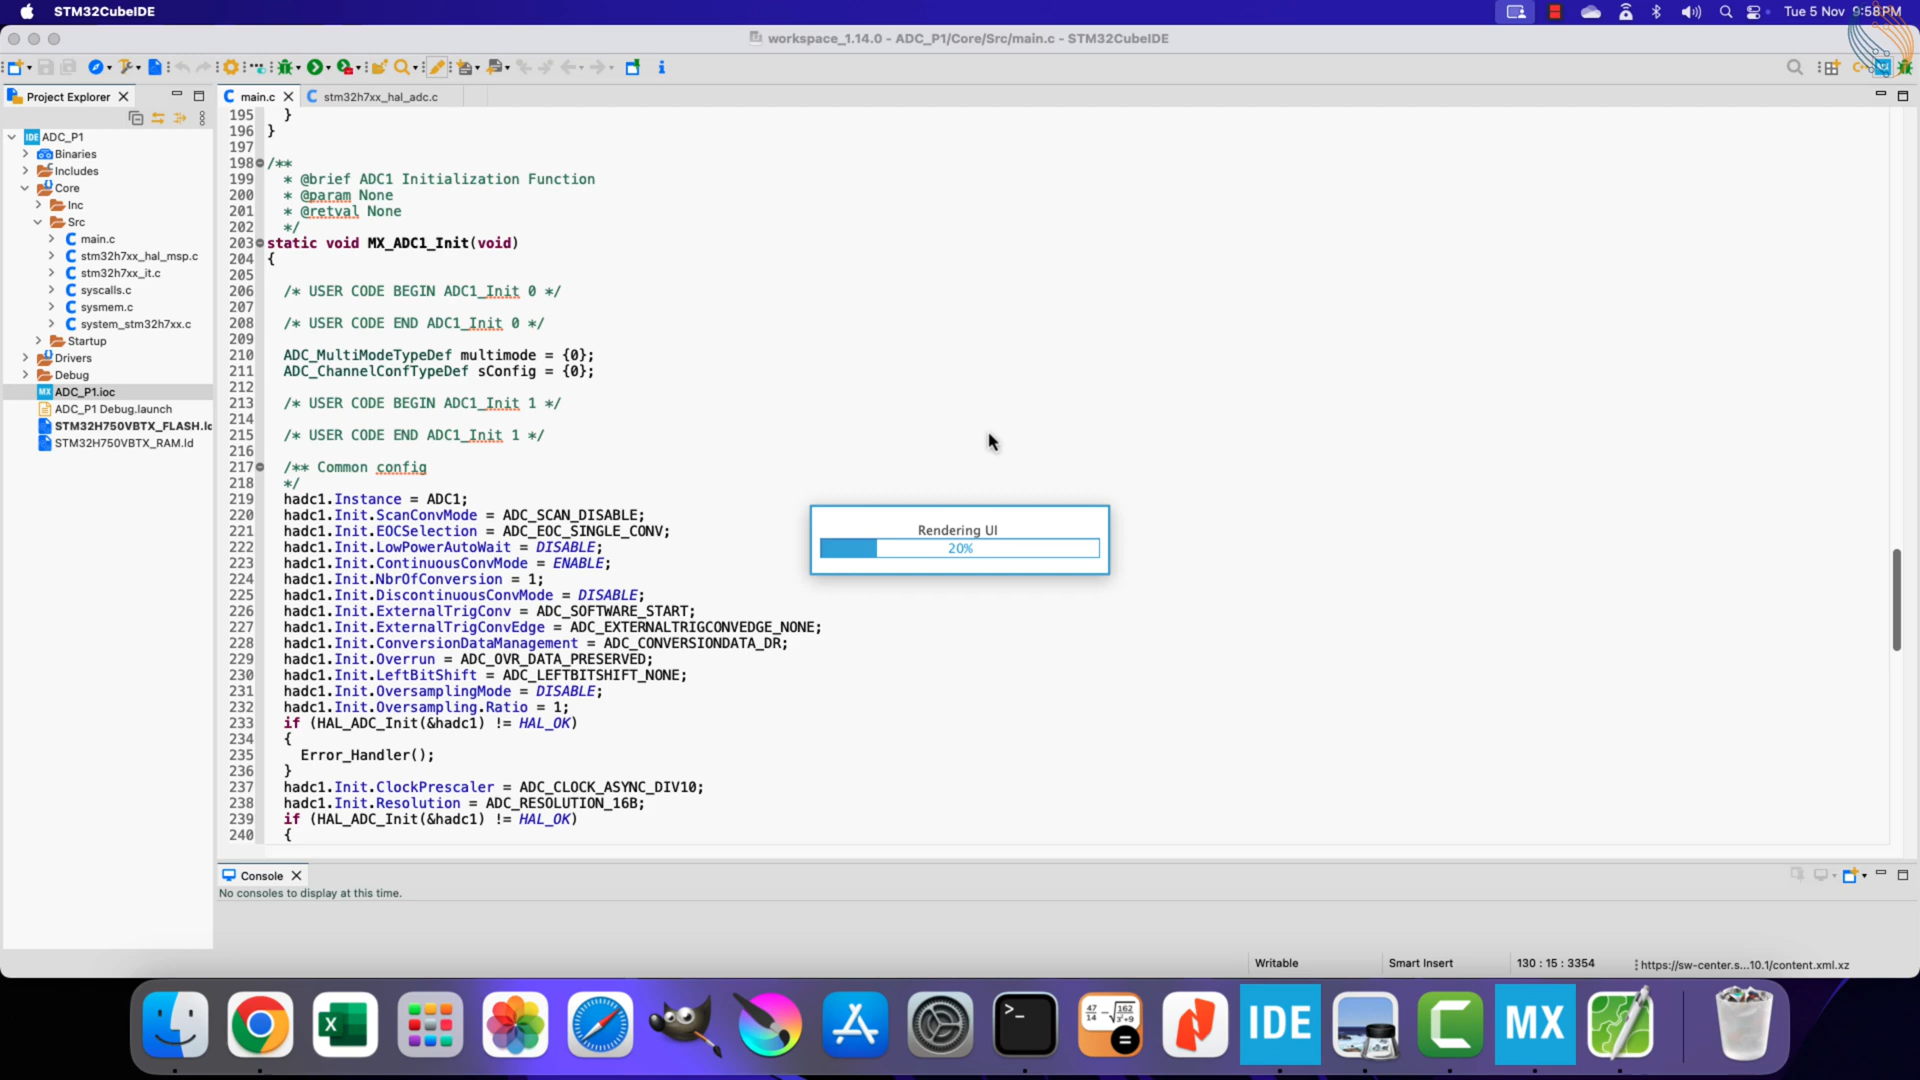 STM32CubeIDE
Tue 5 Nov 9:58PM
workspace_1.14.0 - ADC_P1/Core/Src/main.c - STM32CubeIDE
Project Explorer
main.c
stm32h7xx_hal_adc.c
IDE ADC_P1
Binaries
Includes
Core
Inc
Src
main.c
stm32h7xx_hal_msp.c
stm32h7xx_it.c
syscalls.c
sysmem.c
system_stm32h7xx.c
Startup
Drivers
Debug
MX ADC_P1.ioc
ADC_P1 Debug.launch
STM32H750VBTX_FLASH.ld
STM32H750VBTX_RAM.ld
195 }
196 }
197
198 /**
199 * @brief ADC1 Initialization Function
200 * @param None
201 * @retval None
202 */
203 static void MX_ADC1_Init(void)
204 {
205
206 /* USER CODE BEGIN ADC1_Init 0 */
207
208 /* USER CODE END ADC1_Init 0 */
209
210 ADC_MultiModeTypeDef multimode = {0};
211 ADC_ChannelConfTypeDef sConfig = {0};
212
213 /* USER CODE BEGIN ADC1_Init 1 */
214
215 /* USER CODE END ADC1_Init 1 */
216
217 /** Common config
218 */
219 hadc1.Instance = ADC1;
220 hadc1.Init.ScanConvMode = ADC_SCAN_DISABLE;
221 hadc1.Init.EOCSelection = ADC_EOC_SINGLE_CONV;
222 hadc1.Init.LowPowerAutoWait = DISABLE;
223 hadc1.Init.ContinuousConvMode = ENABLE;
224 hadc1.Init.NbrOfConversion = 1;
225 hadc1.Init.DiscontinuousConvMode = DISABLE;
226 hadc1.Init.ExternalTrigConv = ADC_SOFTWARE_START;
227 hadc1.Init.ExternalTrigConvEdge = ADC_EXTERNALTRIGCONVEDGE_NONE;
228 hadc1.Init.ConversionDataManagement = ADC_CONVERSIONDATA_DR;
229 hadc1.Init.Overrun = ADC_OVR_DATA_PRESERVED;
230 hadc1.Init.LeftBitShift = ADC_LEFTBITSHIFT_NONE;
231 hadc1.Init.OversamplingMode = DISABLE;
232 hadc1.Init.Oversampling.Ratio = 1;
233 if (HAL_ADC_Init(&hadc1) != HAL_OK)
234 {
235 Error_Handler();
236 }
237 hadc1.Init.ClockPrescaler = ADC_CLOCK_ASYNC_DIV10;
238 hadc1.Init.Resolution = ADC_RESOLUTION_16B;
239 if (HAL_ADC_Init(&hadc1) != HAL_OK)
240 {
Rendering UI
20%
Console
No consoles to display at this time.
Writable
Smart Insert
130 : 15 : 3354
https://sw-center.s...10.1/content.xml.xz
IDE
MX